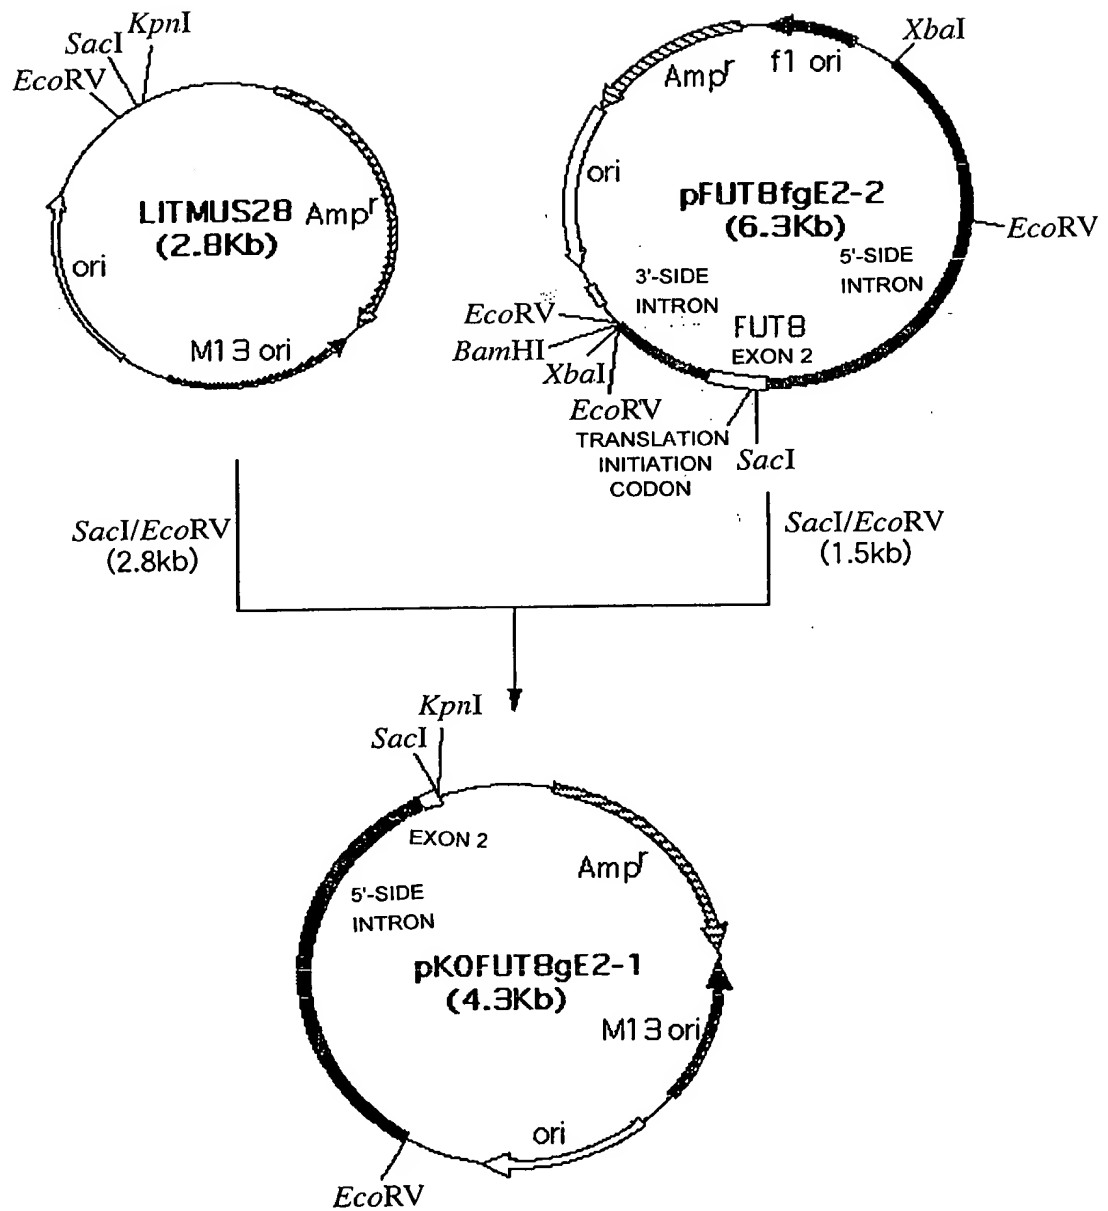 KpnI
SacI
EcoRV
LITMUS28
(2.8Kb)
Ampr
ori
M13 ori
XbaI
f1 ori
Ampr
ori
pFUT8fgE2-2
(6.3Kb)
EcoRV
5'-SIDE
INTRON
3'-SIDE
INTRON
FUT8
EXON 2
EcoRV
BamHI
XbaI
EcoRV
TRANSLATION
INITIATION
CODON
SacI
SacI/EcoRV
(2.8kb)
SacI/EcoRV
(1.5kb)
KpnI
SacI
EXON 2
Ampr
5'-SIDE
INTRON
pKOFUT8gE2-1
(4.3Kb)
M13 ori
ori
EcoRV